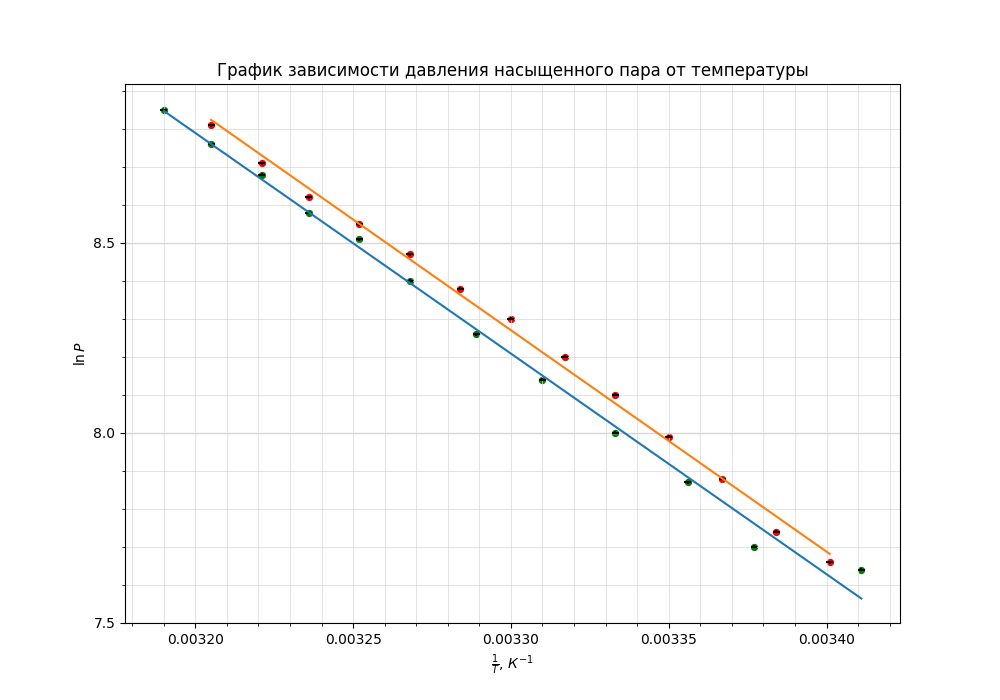 График зависимости давления насыщенного пара от температуры
ln P
8.5
8.0
7.5
0.00320 0.00325 0.00330 0.00335 0.00340
1/T, K⁻¹